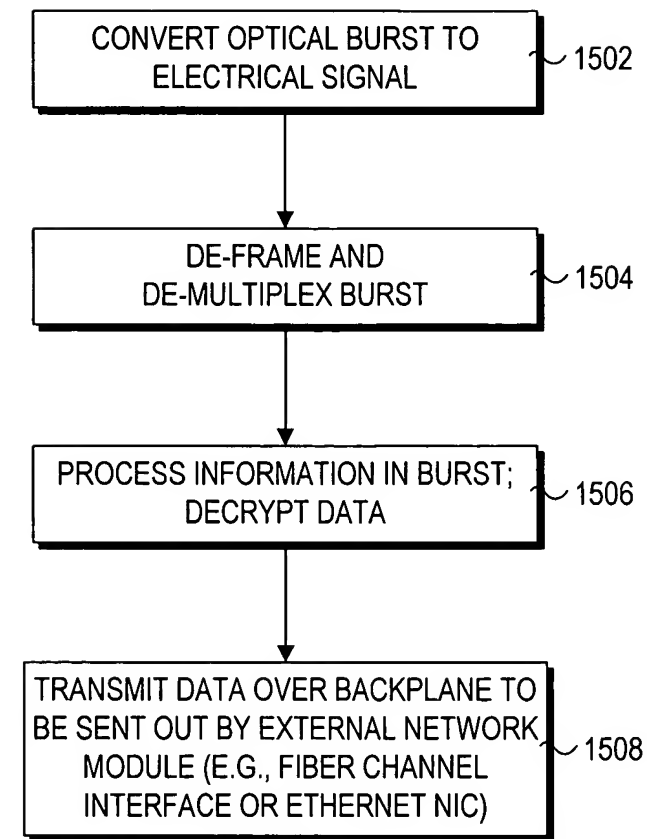 CONVERT OPTICAL BURST TO
ELECTRICAL SIGNAL
1502
DE-FRAME AND
DE-MULTIPLEX BURST
1504
PROCESS INFORMATION IN BURST;
DECRYPT DATA
1506
TRANSMIT DATA OVER BACKPLANE TO
BE SENT OUT BY EXTERNAL NETWORK
MODULE (E.G., FIBER CHANNEL
INTERFACE OR ETHERNET NIC)
1508